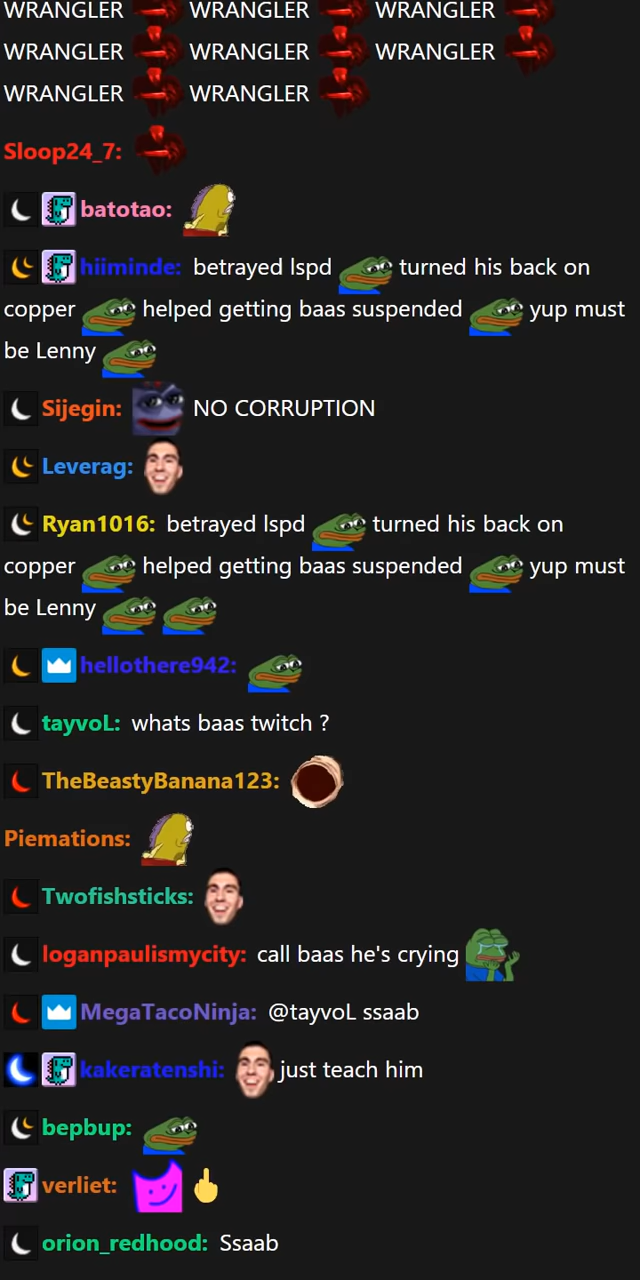 WRANGLER WRANGLER WRANGLER
WRANGLER WRANGLER WRANGLER
WRANGLER WRANGLER
Sloop24_7:
batotao:
hiiminde: betrayed lspd turned his back on
copper helped getting baas suspended yup must
be Lenny
Sijegin: NO CORRUPTION
Leverag:
Ryan1016: betrayed lspd turned his back on
copper helped getting baas suspended yup must
be Lenny
hellothere942:
tayvoL: whats baas twitch ?
TheBeastyBanana123:
Piemations:
Twofishsticks:
loganpaulismycity: call baas he's crying
MegaTacoNinja: @tayvoL ssaab
kakeratenshi: just teach him
bepbup:
verliet:
orion_redhood: Ssaab